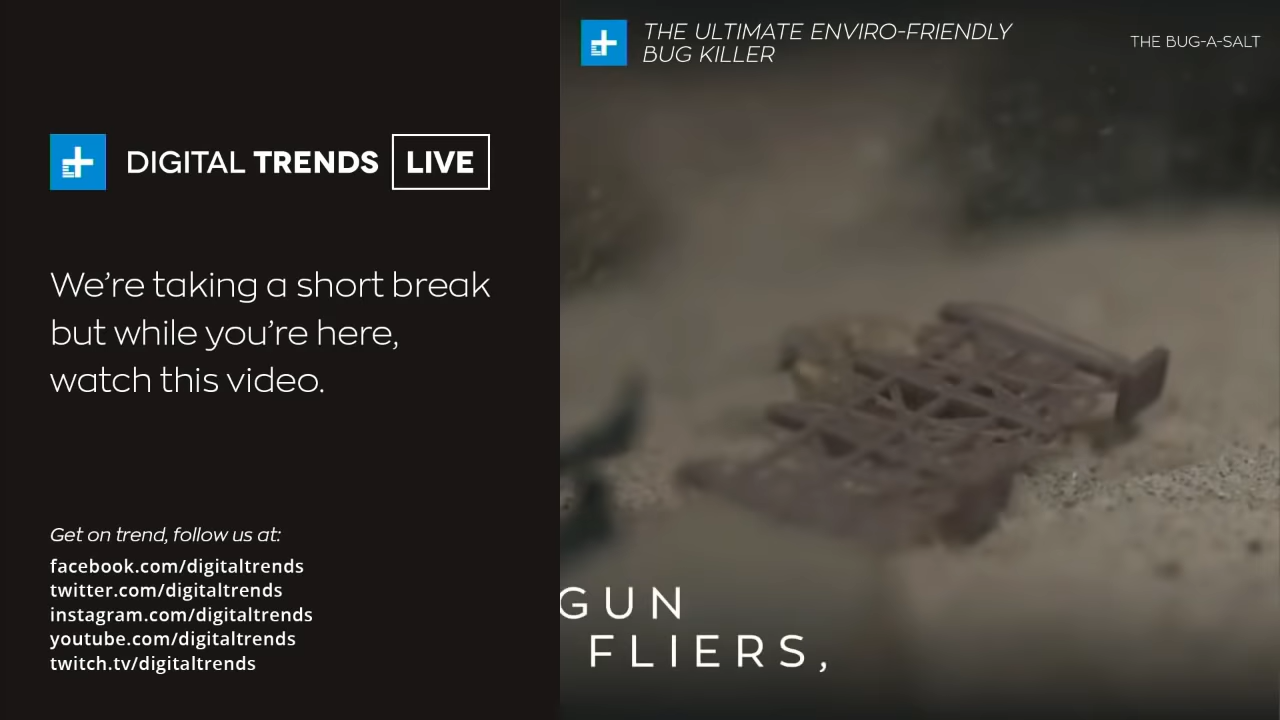 DIGITAL TRENDS LIVE
We're taking a short break
but while you're here,
watch this video.
Get on trend, follow us at:
facebook.com/digitaltrends
twitter.com/digitaltrends
instagram.com/digitaltrends
youtube.com/digitaltrends
twitch.tv/digitaltrends
THE ULTIMATE ENVIRO-FRIENDLY
BUG KILLER
THE BUG-A-SALT
GUN
FLIERS,